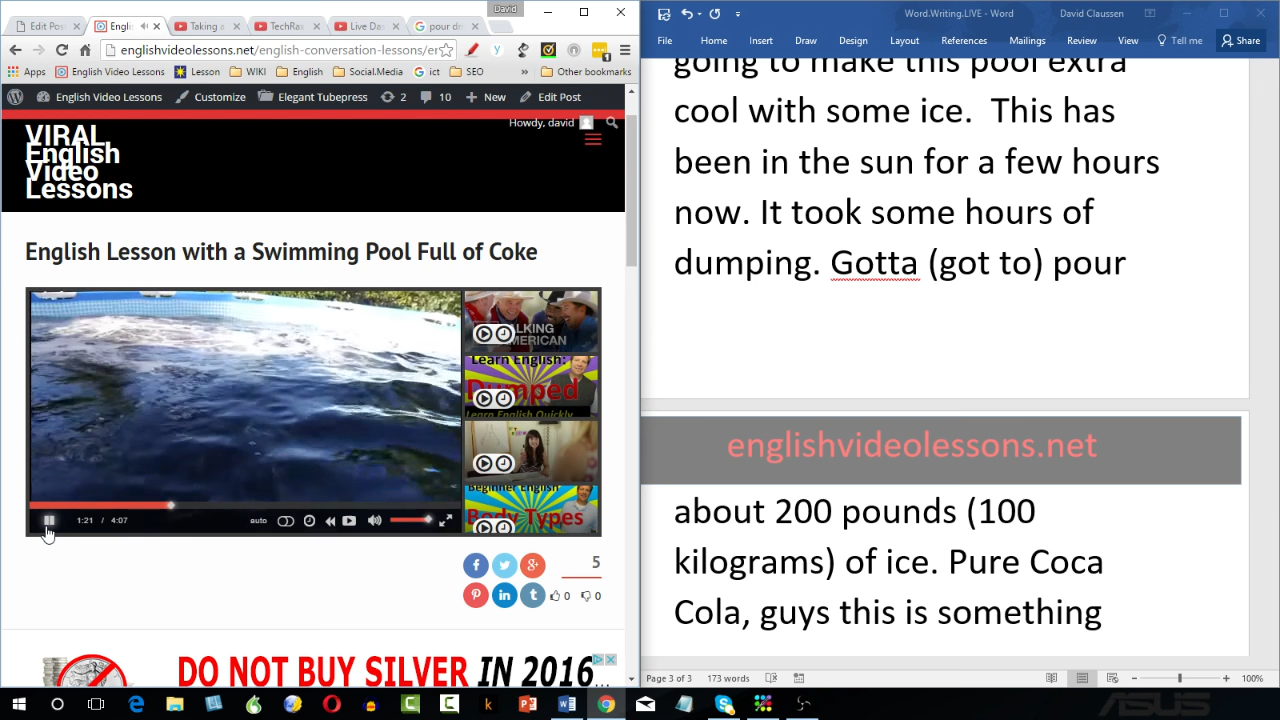 David
Edit Pos
Engli
Taking a
TechRax
Live Da
pour dr
englishvideolessons.net/english-conversation-lessons/er
Apps
English Video Lessons
Lesson
WIKI
English
Social.Media
ict
SEO
»
Other bookmarks
English Video Lessons
Customize
Elegant Tubepress
2
10
New
Edit Post
Howdy, david
VIRAL
English
Video
Lessons
English Lesson with a Swimming Pool Full of Coke
ALKING
AMERICAN
Learn English:
Dumped
Learn English Quickly
Beginner English
Body Types
1:21 / 4:07
auto
5
0
0
DO NOT BUY SILVER IN 2016...
Word.Writing.LIVE - Word
David Claussen
File
Home
Insert
Draw
Design
Layout
References
Mailings
Review
View
Tell me
Share
going to make this pool extra
cool with some ice. This has
been in the sun for a few hours
now. It took some hours of
dumping. Gotta (got to) pour
englishvideolessons.net
about 200 pounds (100
kilograms) of ice. Pure Coca
Cola, guys this is something
Page 3 of 3
173 words
100%
ASUS